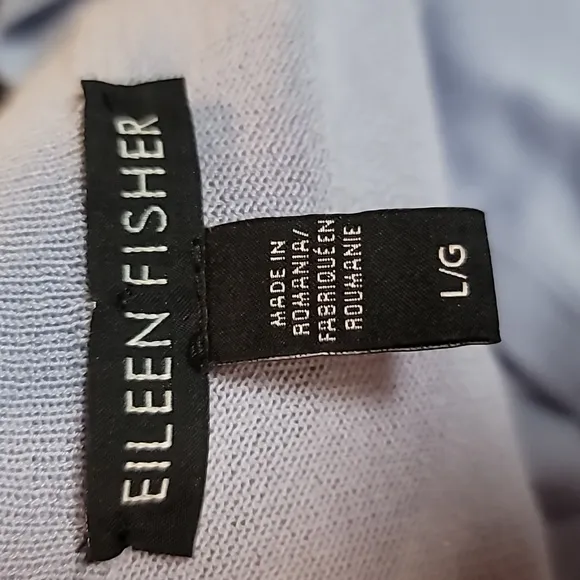 EILEEN FISHER
MADE IN
ROMANIA/
FABRIQUÉ EN
ROUMANIE
L/G